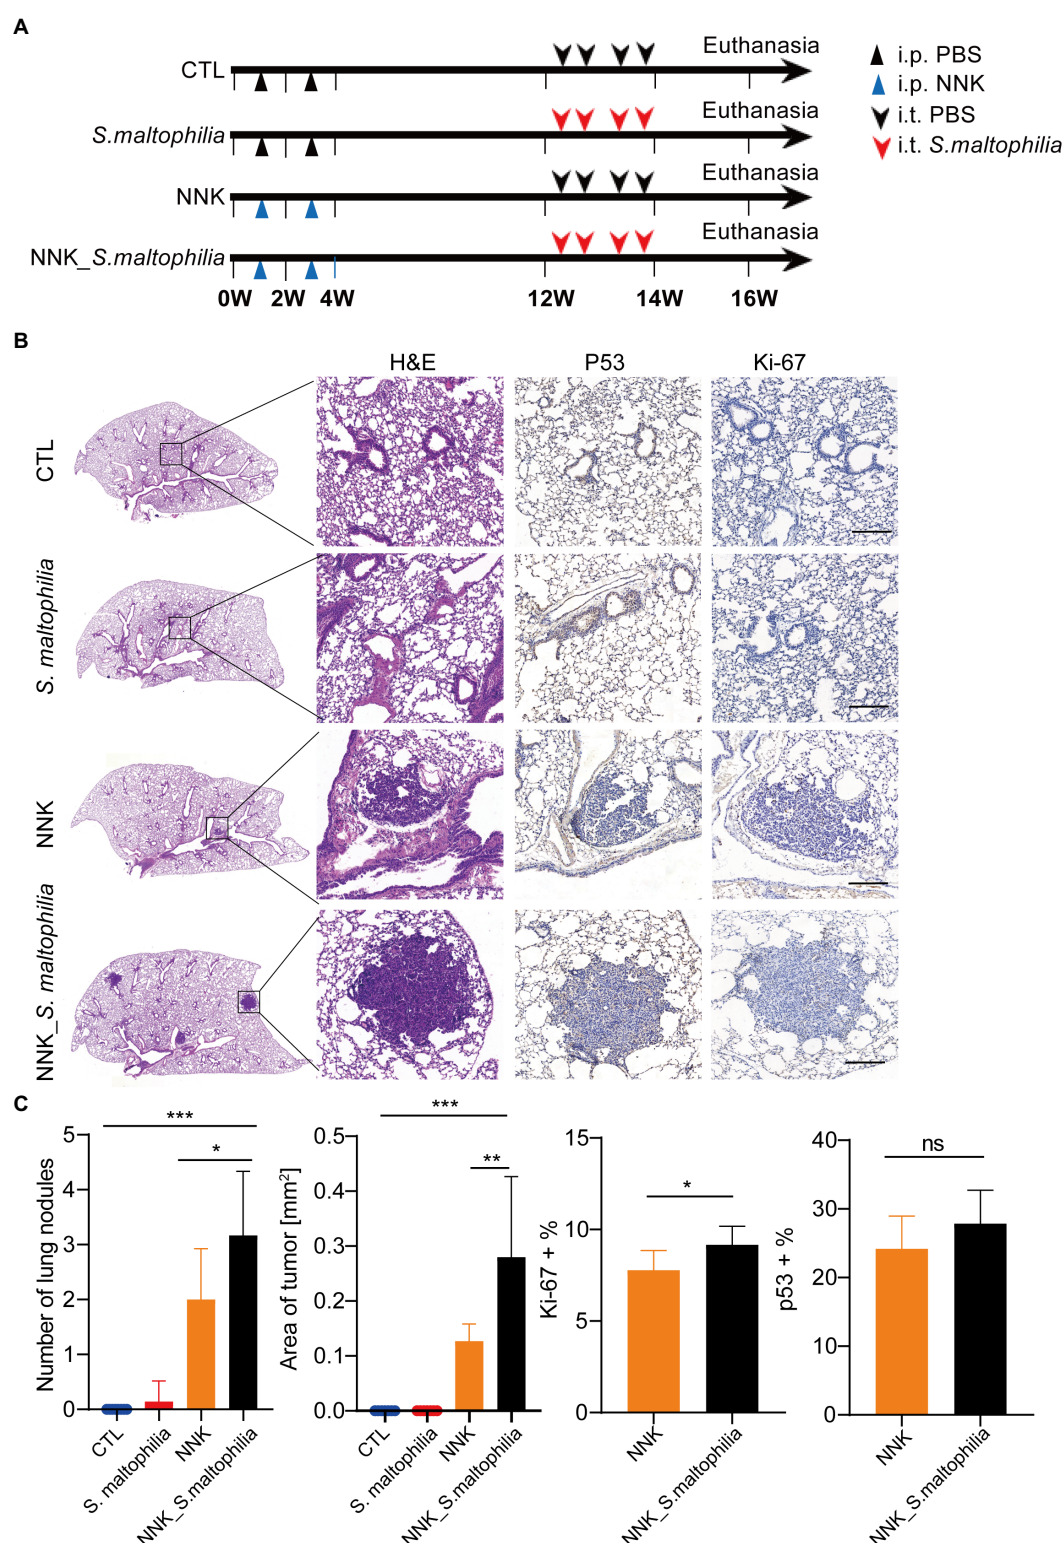 A
CTL
Euthanasia
S.maltophilia
Euthanasia
NNK
Euthanasia
NNK_S.maltophilia
Euthanasia
0W 2W 4W 12W 14W 16W
i.p. PBS
i.p. NNK
i.t. PBS
i.t. S.maltophilia
B
H&E P53 Ki-67
CTL
S. maltophilia
NNK
NNK_S. maltophilia
C
Number of lung nodules
5
4
3
2
1
0
***
*
CTL
S. maltophilia
NNK
NNK_S.maltophilia
Area of tumor [mm²]
0.5
0.4
0.3
0.2
0.1
0.0
***
**
CTL
S. maltophilia
NNK
NNK_S.maltophilia
Ki-67 + %
15
10
5
0
*
NNK
NNK_S.maltophilia
p53 + %
40
30
20
10
0
ns
NNK
NNK_S.maltophilia